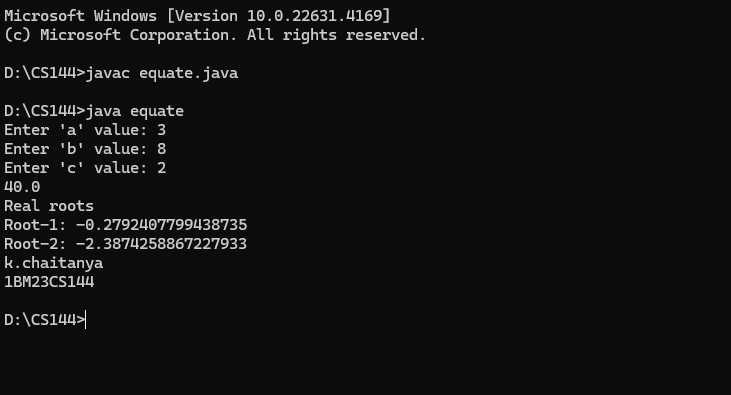 Microsoft Windows [Version 10.0.22631.4169]
(c) Microsoft Corporation. All rights reserved.
D:\CS144>javac equate.java
D:\CS144>java equate
Enter 'a' value: 3
Enter 'b' value: 8
Enter 'c' value: 2
40.0
Real roots
Root-1: -0.2792407799438735
Root-2: -2.3874258867227933
k.chaitanya
1BM23CS144
D:\CS144>